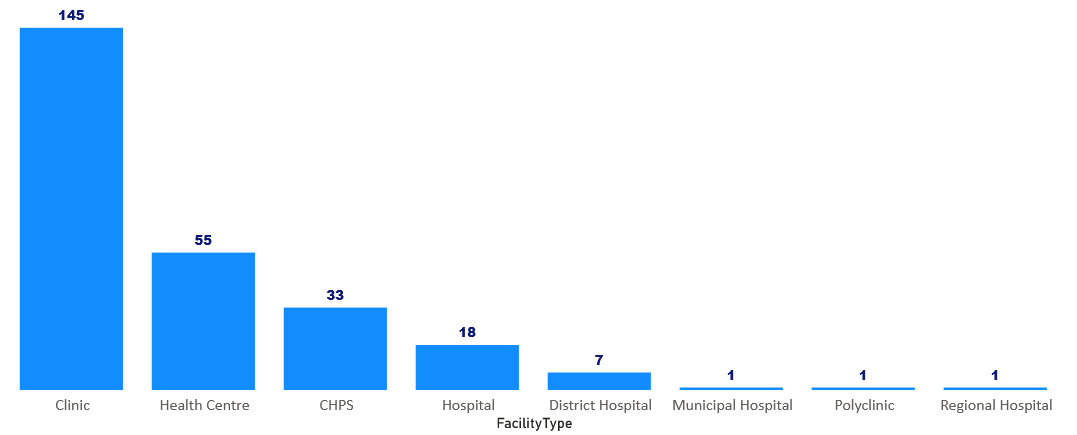 145
55
33
18
7
1
1
1
Clinic
Health Centre
CHPS
Hospital
District Hospital
Municipal Hospital
Polyclinic
Regional Hospital
FacilityType